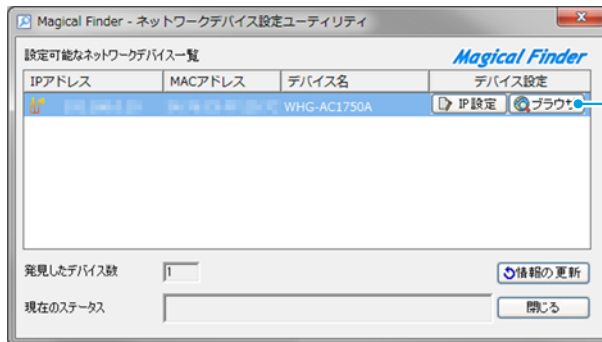 Magical Finder - ネットワークデバイス設定ユーティリティ
設定可能なネットワークデバイス一覧
Magical Finder
IPアドレス MACアドレス デバイス名 デバイス設定
WHG-AC1750A IP設定
発見したデバイス数 1 情報の更新
現在のステータス 閉じる